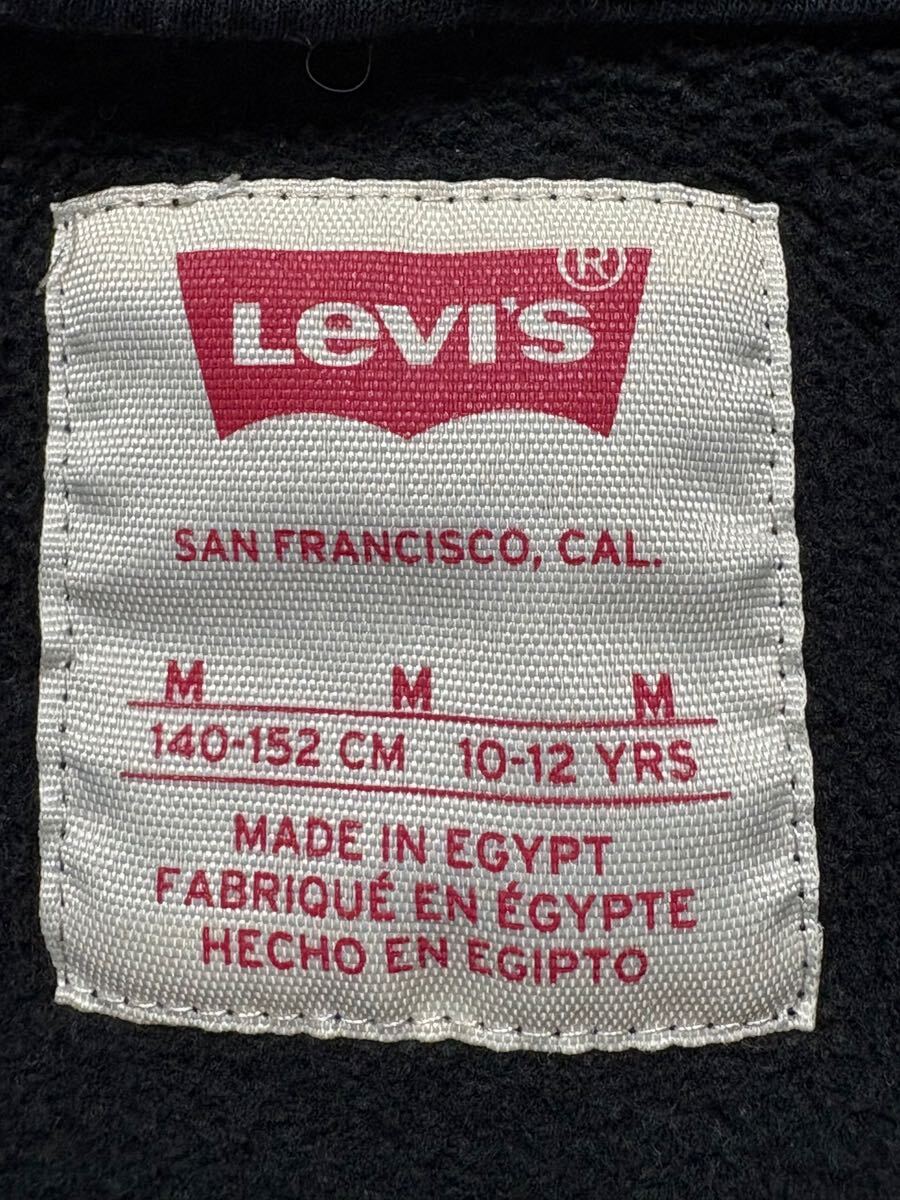 Levi's ®
SAN FRANCISCO, CAL.
M M M
140-152 CM 10-12 YRS
MADE IN EGYPT
FABRIQUÉ EN ÉGYPTE
HECHO EN EGIPTO